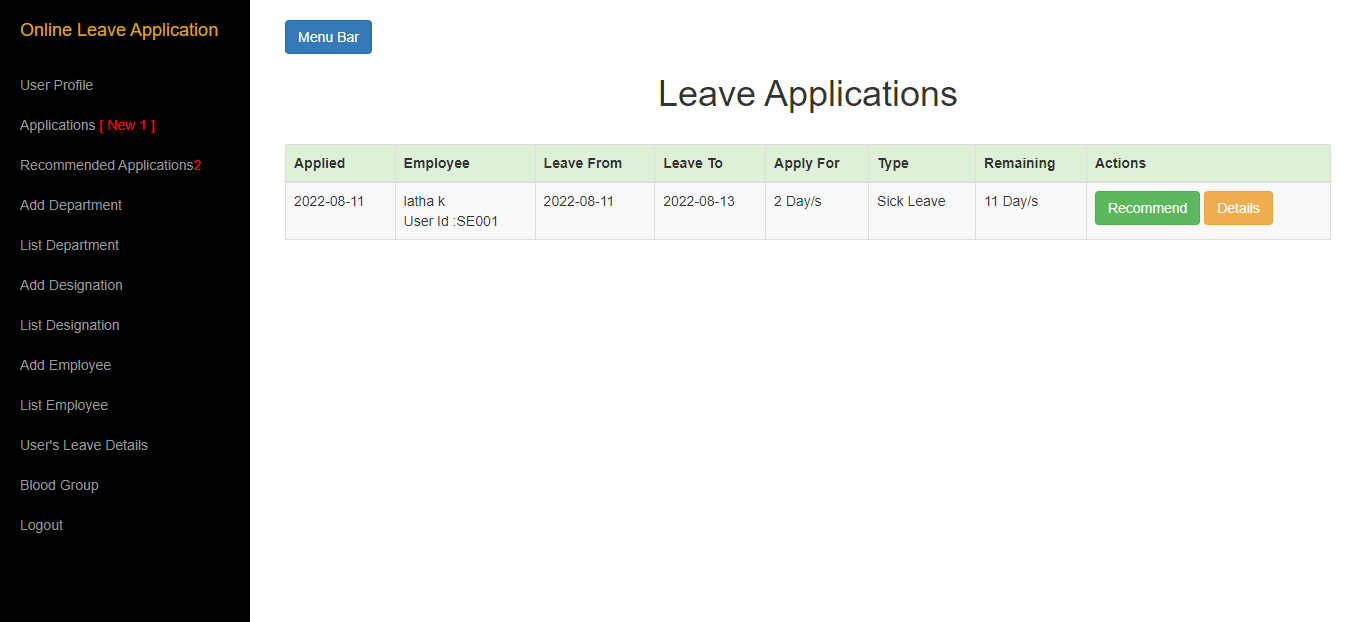 Online Leave Application
User Profile
Applications [ New 1 ]
Recommended Applications2
Add Department
List Department
Add Designation
List Designation
Add Employee
List Employee
User's Leave Details
Blood Group
Logout
Menu Bar
Leave Applications
Applied Employee Leave From Leave To Apply For Type Remaining Actions
2022-08-11 latha k 2022-08-11 2022-08-13 2 Day/s Sick Leave 11 Day/s Recommend Details
User Id :SE001